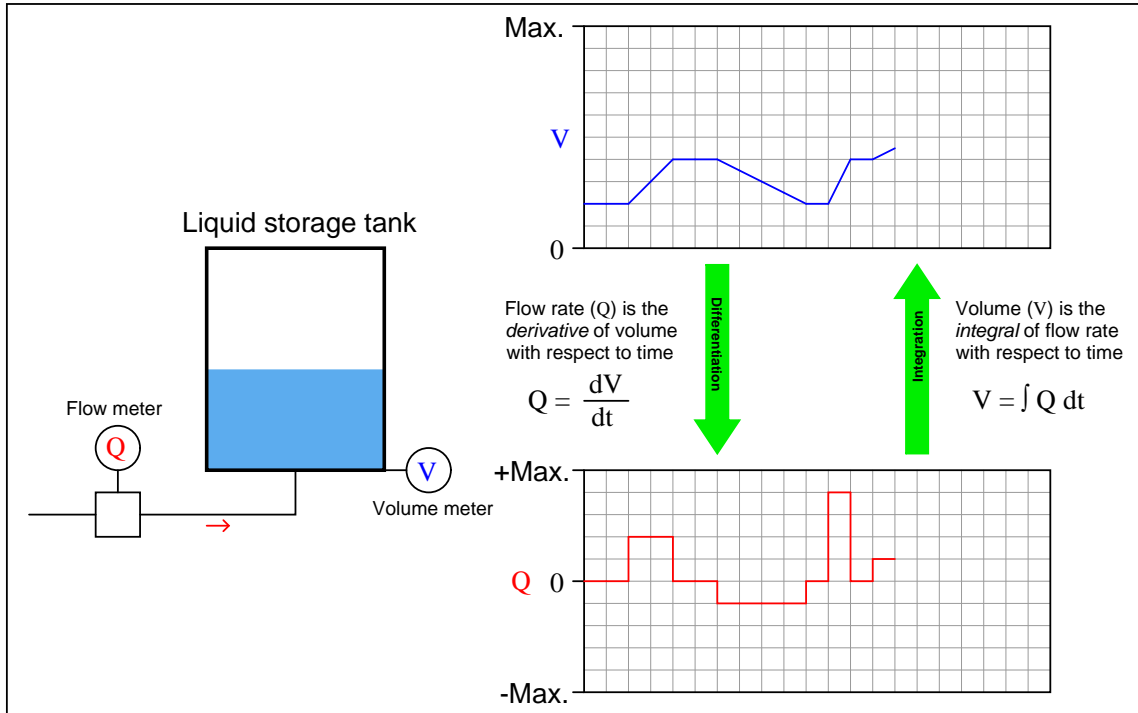 Max.
V
0
Liquid storage tank
Flow meter
Q
V
Volume meter
Flow rate (Q) is the
derivative of volume
with respect to time
Q = dV
dt
Differentiation
Integration
Volume (V) is the
integral of flow rate
with respect to time
V = ∫ Q dt
+Max.
Q 0
-Max.